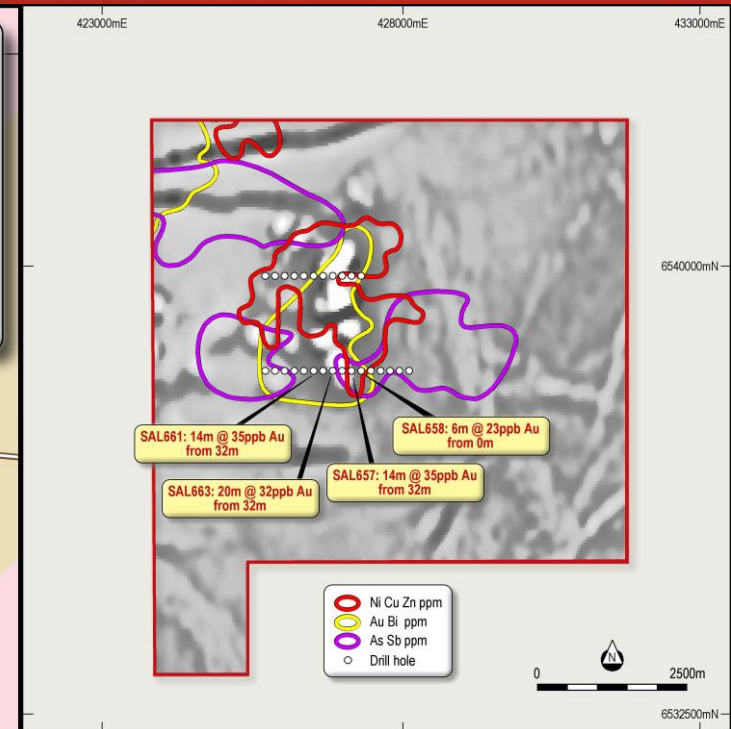 423000mE
428000mE
433000mE
6540000mN
SAL661: 14m @ 35ppb Au
from 32m
SAL658: 6m @ 23ppb Au
from 0m
SAL663: 20m @ 32ppb Au
from 32m
SAL657: 14m @ 35ppb Au
from 32m
Ni Cu Zn ppm
Au Bi ppm
As Sb ppm
Drill hole
N
0
2500m
6532500mN